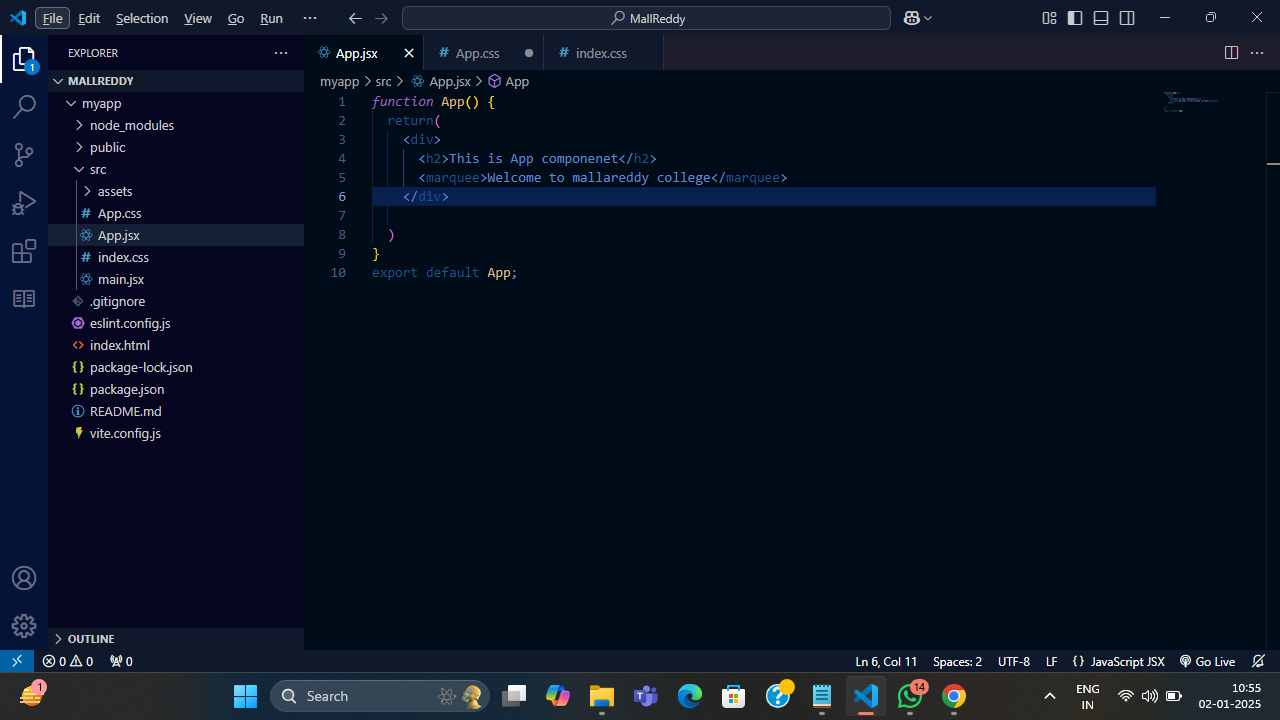 File Edit Selection View Go Run ··· MallReddy
EXPLORER ···
App.jsx App.css index.css ···
MALLREDDY
myapp > src > App.jsx > App
myapp
node_modules
public
src
assets
# App.css
App.jsx
# index.css
main.jsx
.gitignore
eslint.config.js
<> index.html
{} package-lock.json
{} package.json
README.md
vite.config.js
OUTLINE
1 function App() {
2 return(
3 <div>
4 <h2>This is App componenet</h2>
5 <marquee>Welcome to mallareddy college</marquee>
6 </div>
7
8 )
9 }
10 export default App;
1
0 0 0
Ln 6, Col 11 Spaces: 2 UTF-8 LF {} JavaScript JSX Go Live
1
Search
14
ENG
IN
10:55
02-01-2025